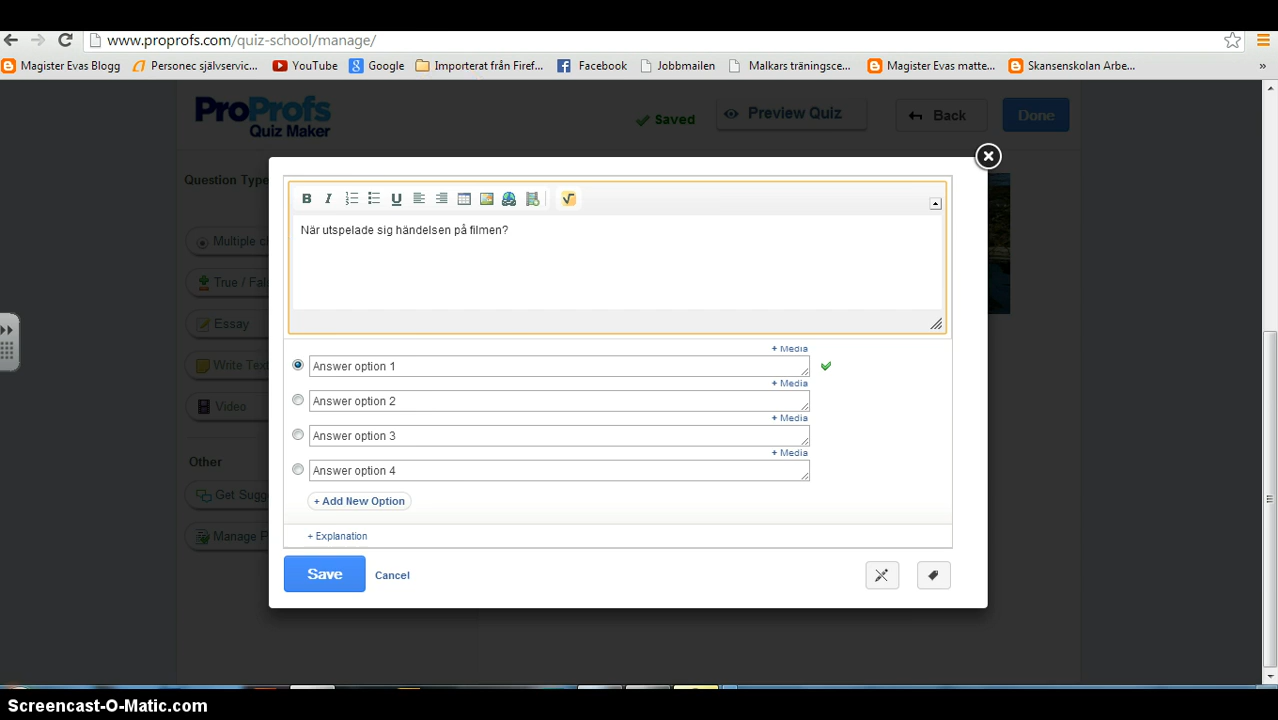 www.proprofs.com/quiz-school/manage/
Magister Evas Blogg Personec självservic... YouTube Google Importerat från Firef... Facebook Jobbmailen Malkars träningsce... Magister Evas matte... Skansenskolan Arbe... »
ProProfs
Quiz Maker
Saved Preview Quiz Back Done
Question Type
Multiple ch
True / Fals
Essay
Write Text
Video
Other
Get Sugg
Manage P
B I U √
När utspelade sig händelsen på filmen?
+ Media
Answer option 1
+ Media
Answer option 2
+ Media
Answer option 3
+ Media
Answer option 4
+ Add New Option
+ Explanation
Save Cancel
Screencast-O-Matic.com